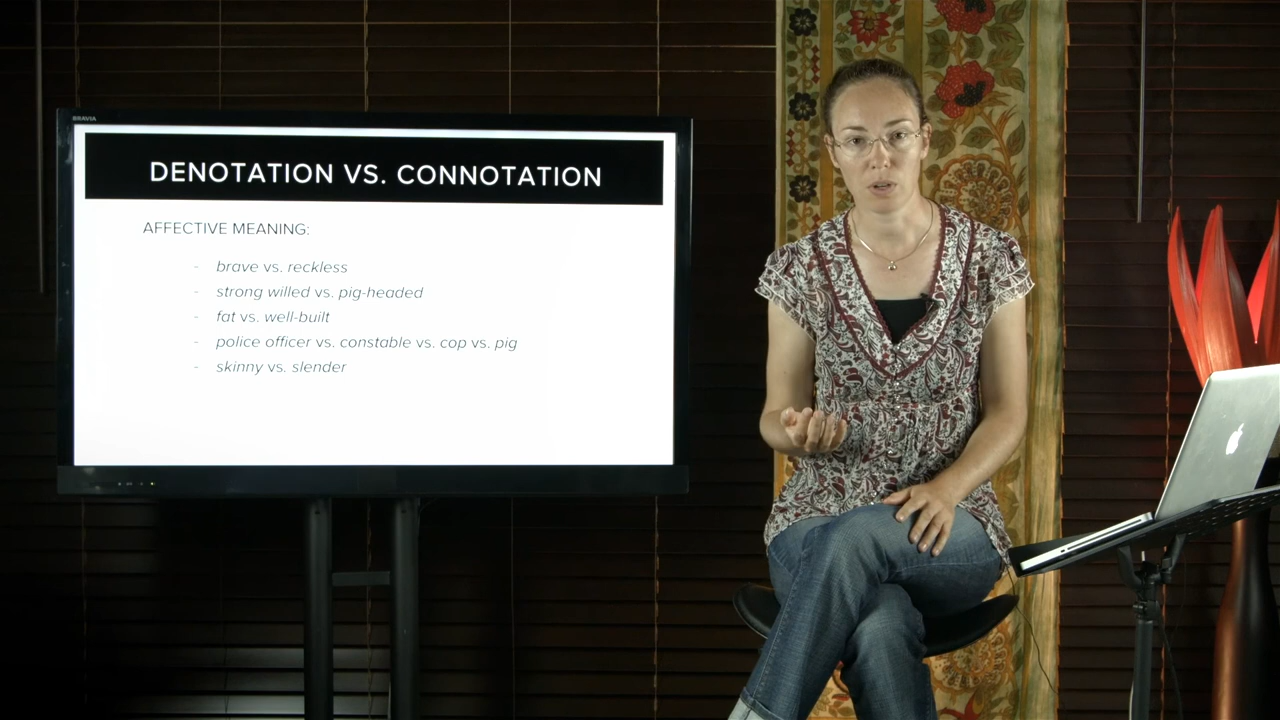 BRAVIA
DENOTATION VS. CONNOTATION
AFFECTIVE MEANING:
- brave vs. reckless
- strong willed vs. pig-headed
- fat vs. well-built
- police officer vs. constable vs. cop vs. pig
- skinny vs. slender